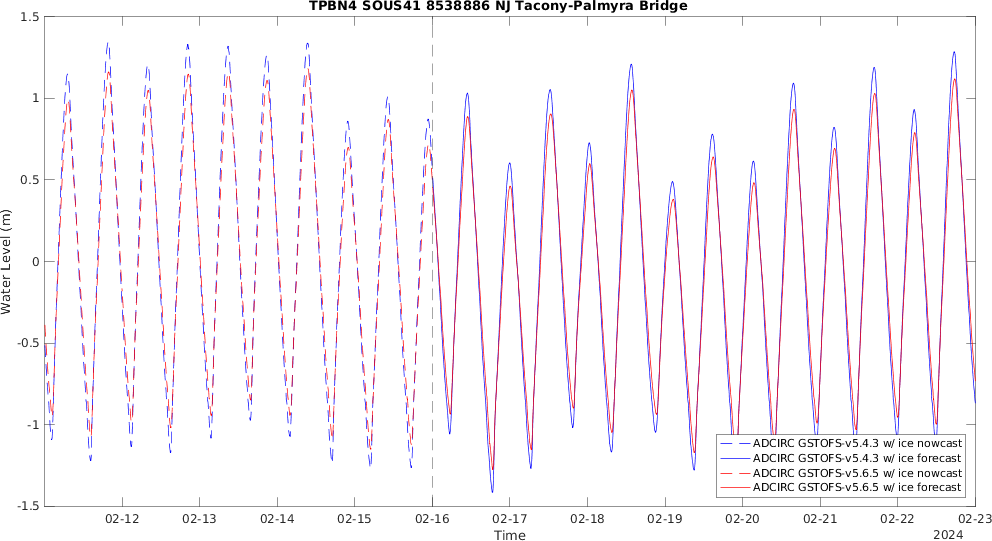 TPBN4 SOUS41 8538886 NJ Tacony-Palmyra Bridge
1.5
1
0.5
0
-0.5
-1
-1.5
Water Level (m)
ADCIRC GSTOFS-v5.4.3 w/ ice nowcast
ADCIRC GSTOFS-v5.4.3 w/ ice forecast
ADCIRC GSTOFS-v5.6.5 w/ ice nowcast
ADCIRC GSTOFS-v5.6.5 w/ ice forecast
02-12 02-13 02-14 02-15 02-16 02-17 02-18 02-19 02-20 02-21 02-22 02-23
Time
2024